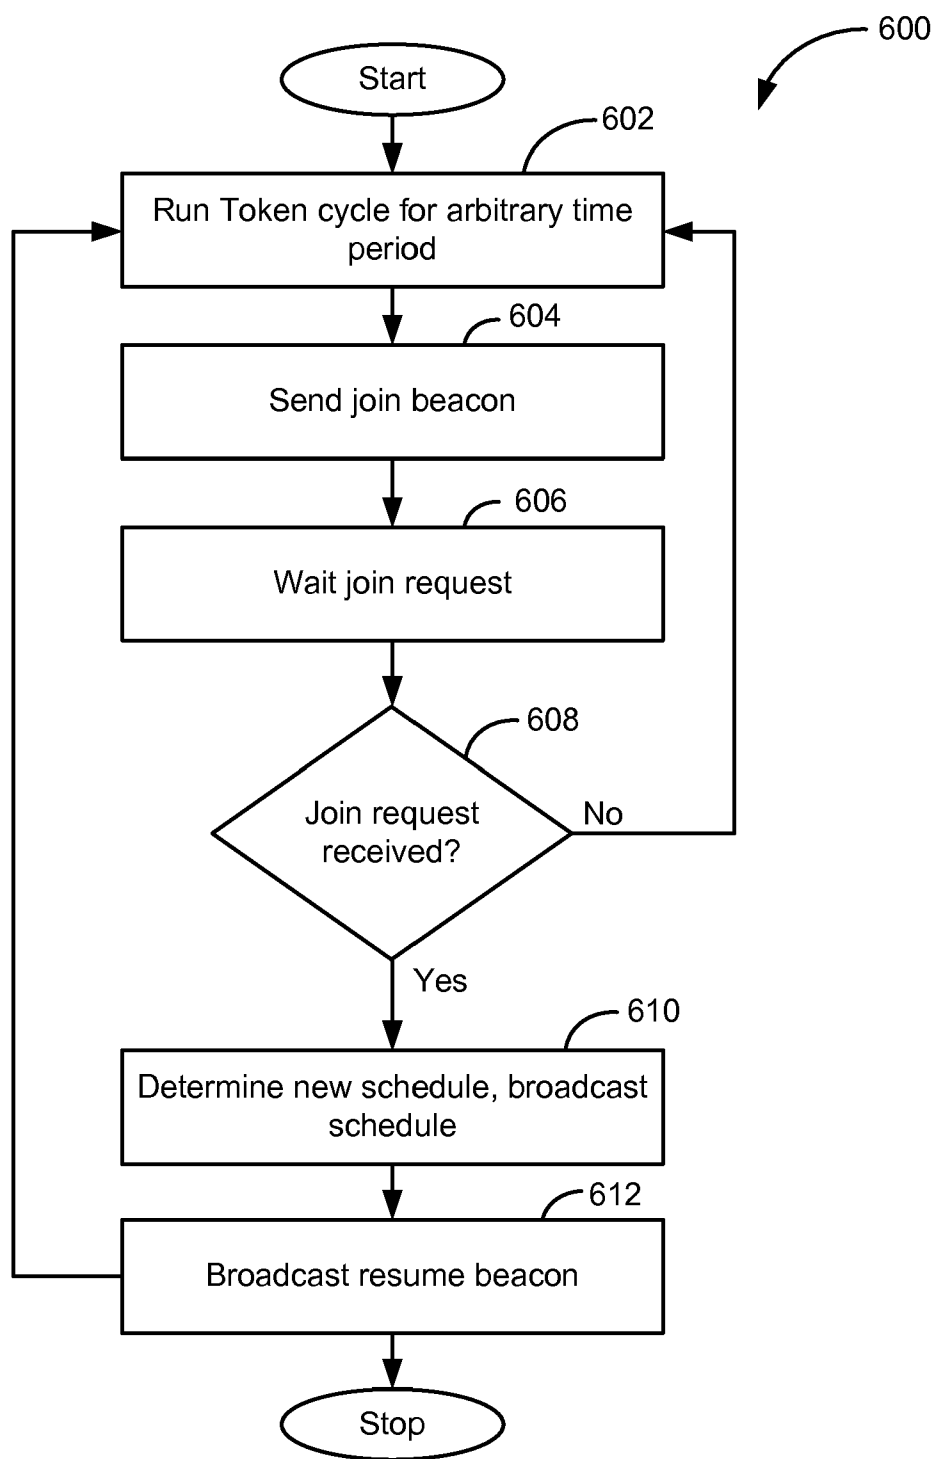 600
Start
602
Run Token cycle for arbitrary time
period
604
Send join beacon
606
Wait join request
608
Join request
received?
No
Yes
610
Determine new schedule, broadcast
schedule
612
Broadcast resume beacon
Stop